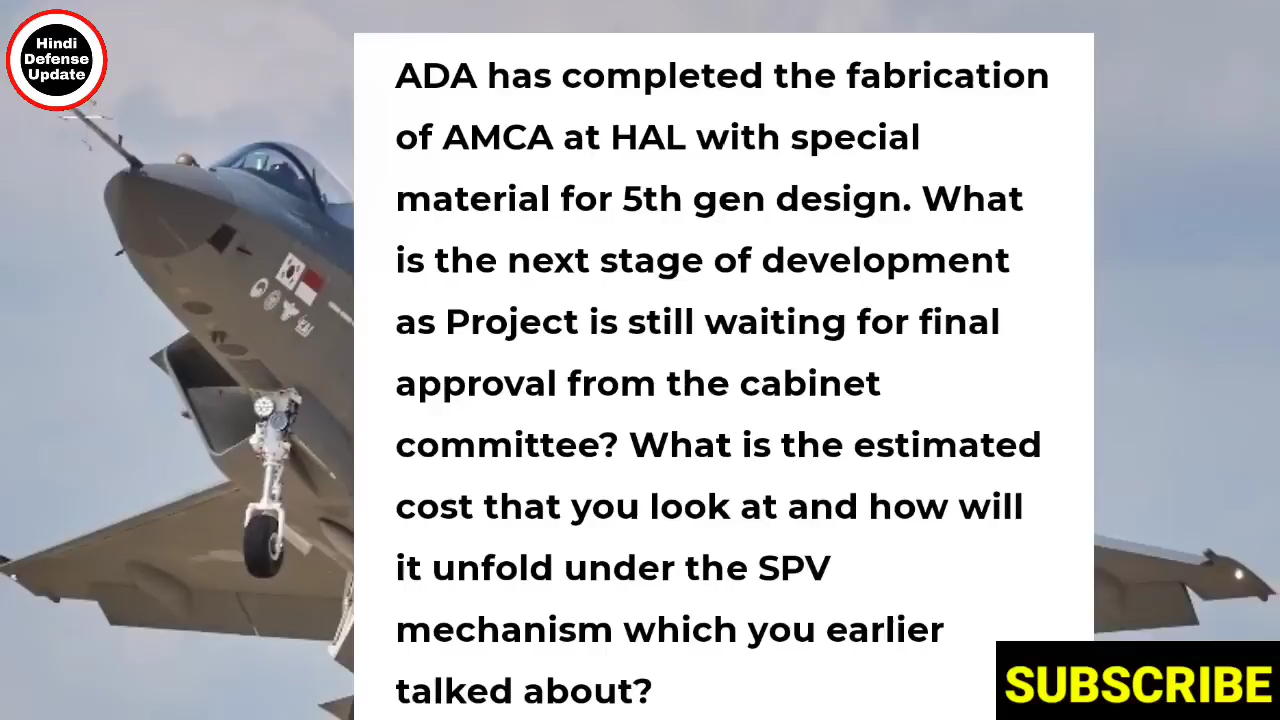 Hindi
Defense
Update
ADA has completed the fabrication
of AMCA at HAL with special
material for 5th gen design. What
is the next stage of development
as Project is still waiting for final
approval from the cabinet
committee? What is the estimated
cost that you look at and how will
it unfold under the SPV
mechanism which you earlier
talked about?
SUBSCRIBE